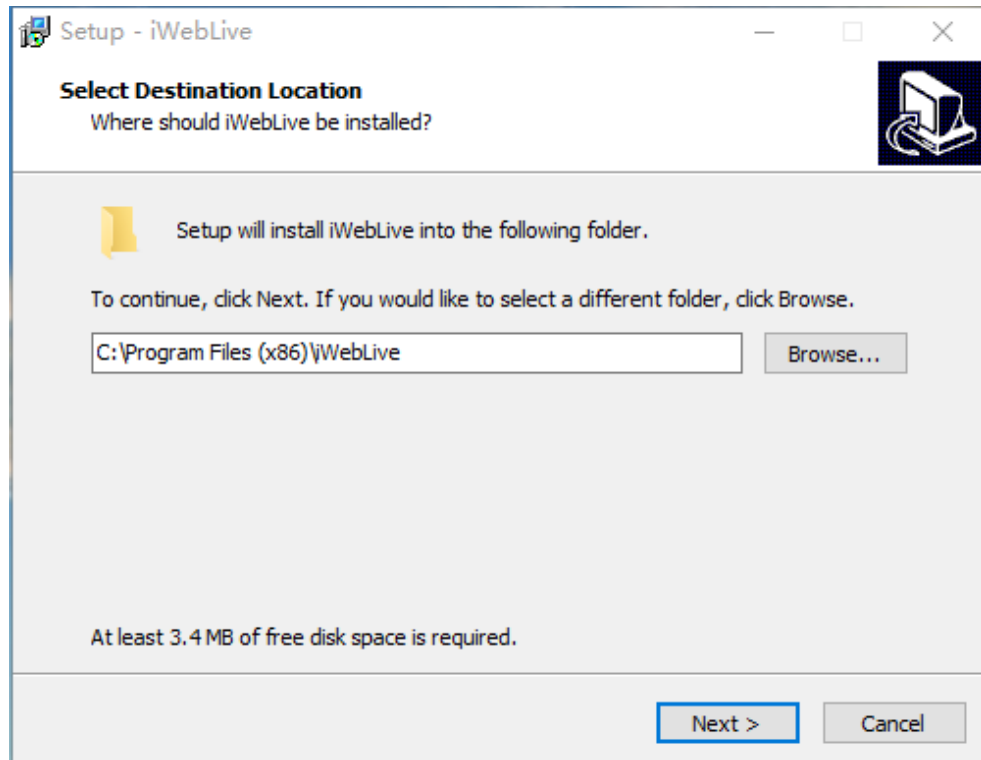 Setup - iWebLive
Select Destination Location
Where should iWebLive be installed?
Setup will install iWebLive into the following folder.
To continue, click Next. If you would like to select a different folder, click Browse.
C:\Program Files (x86)\iWebLive
Browse...
At least 3.4 MB of free disk space is required.
Next >
Cancel